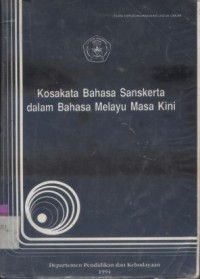 Kosakata Bahasa Sanskerta
dalam Bahasa Melayu Masa Kini
Departemen Pendidikan dan Kebudayaan
1994